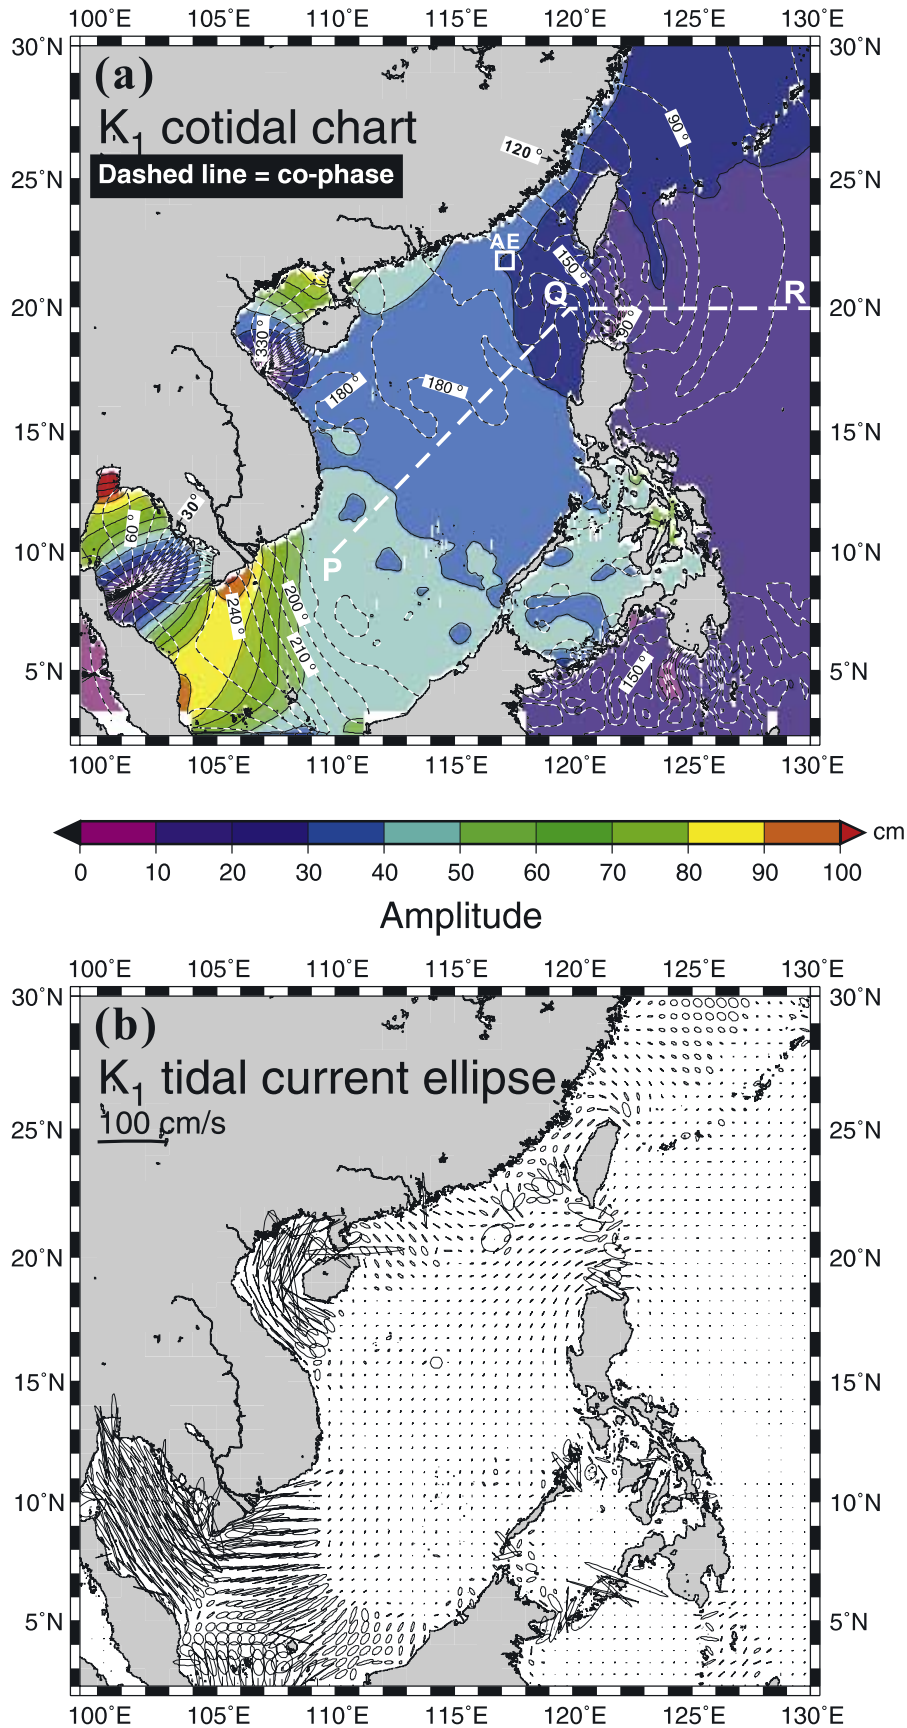 100°E 105°E 110°E 115°E 120°E 125°E 130°E
30°N 30°N
(a)
K1 cotidal chart
Dashed line = co-phase
120°
90°
25°N 25°N
AE
150°
20°N 20°N
Q R
330° 90°
180° 180°
15°N 15°N
30°
60°
10°N 10°N
P
240° 200°
210°
150°
5°N 5°N
100°E 105°E 110°E 115°E 120°E 125°E 130°E
cm
0 10 20 30 40 50 60 70 80 90 100
Amplitude
100°E 105°E 110°E 115°E 120°E 125°E 130°E
30°N 30°N
(b)
K1 tidal current ellipse
100 cm/s
25°N 25°N
20°N 20°N
15°N 15°N
10°N 10°N
5°N 5°N
100°E 105°E 110°E 115°E 120°E 125°E 130°E